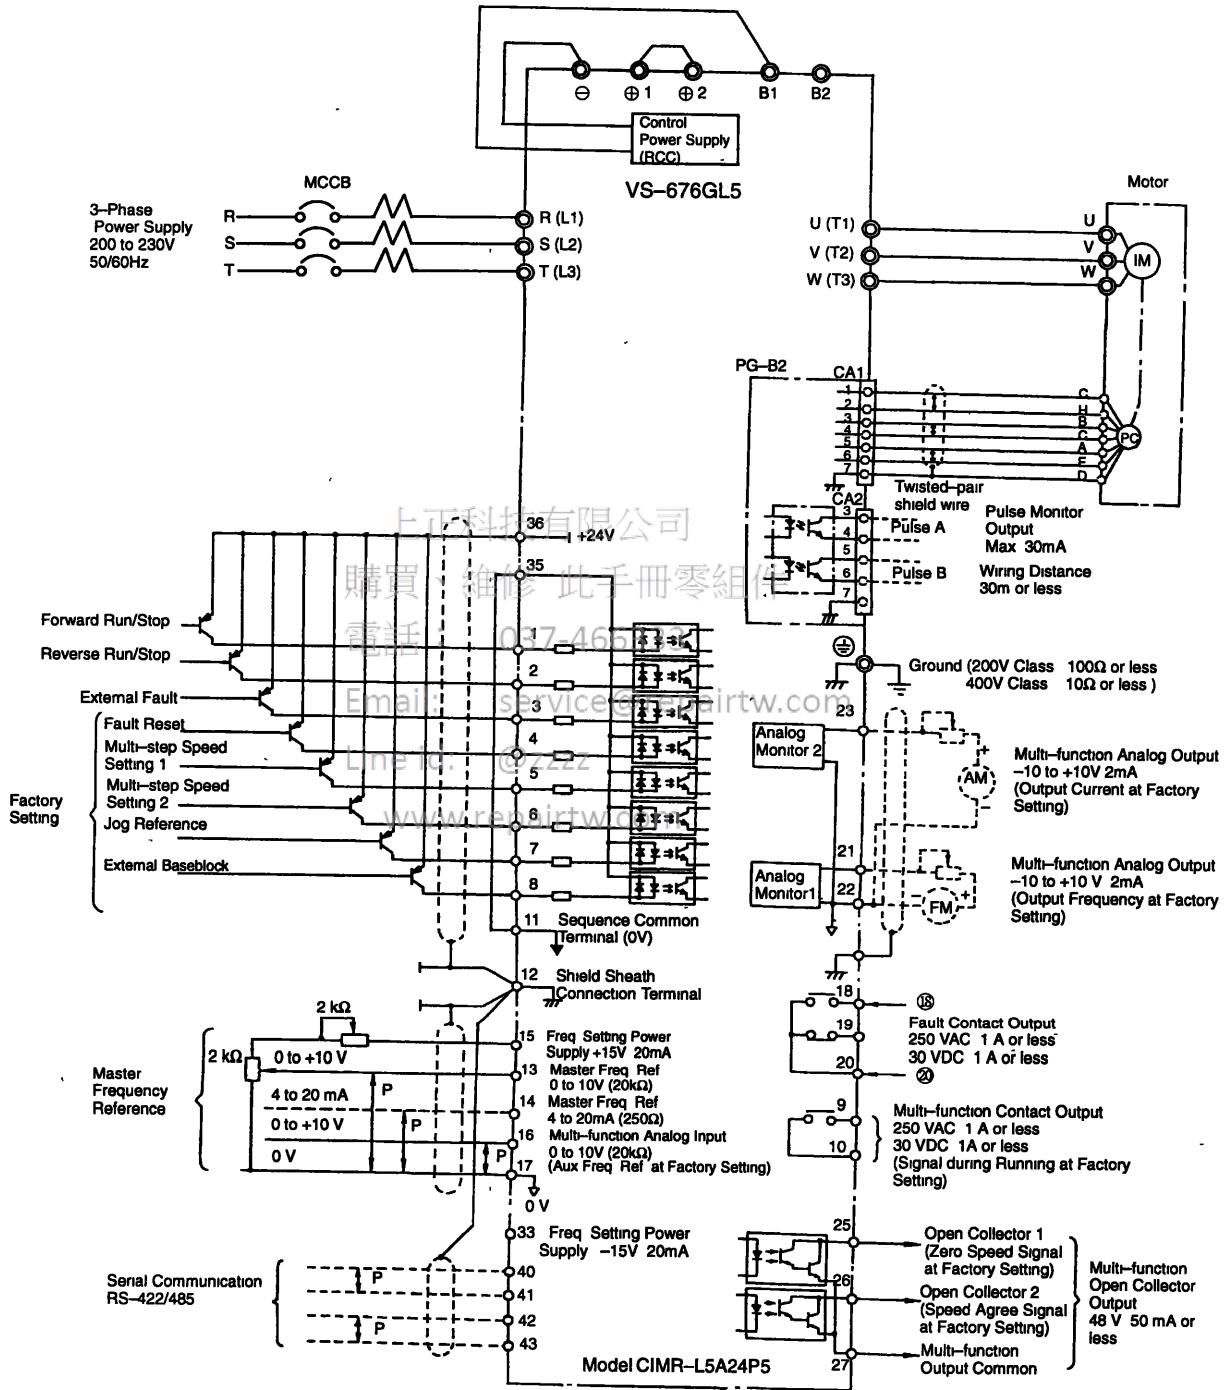 ⊖
⊕ 1
⊕ 2
B1
B2
Control
Power Supply
(RCC)
VS–676GL5
MCCB
3–Phase
Power Supply
200 to 230V
50/60Hz
R
S
T
R (L1)
S (L2)
T (L3)
U (T1)
V (T2)
W (T3)
Motor
U
V
W
IM
PG–B2
CA1
1
2
3
4
5
6
7
C
H
B
C
A
F
D
PC
Twisted–pair
shield wire
CA2
3
4
5
6
7
Pulse A
Pulse B
Pulse Monitor
Output
Max 30mA
Wiring Distance
30m or less
上正科技有限公司
購買、維修 此手冊零組件
電話: 037-466333
Email: service@repairtw.com
Line id: @zzzz
www.repairtw.com
36
+24V
35
Forward Run/Stop
1
Reverse Run/Stop
2
External Fault
3
Fault Reset
4
Multi–step Speed
Setting 1
5
Multi–step Speed
Setting 2
6
Jog Reference
7
External Baseblock
8
Factory
Setting
11
Sequence Common
Terminal (0V)
12
Shield Sheath
Connection Terminal
Ground (200V Class 100Ω or less
400V Class 10Ω or less )
23
Analog
Monitor 2
+
AM
–
Multi–function Analog Output
–10 to +10V 2mA
(Output Current at Factory
Setting)
21
22
Analog
Monitor1
+
FM
–
Multi–function Analog Output
–10 to +10 V 2mA
(Output Frequency at Factory
Setting)
2 kΩ
2 kΩ
0 to +10 V
4 to 20 mA
0 to +10 V
0 V
P
P
P
Master
Frequency
Reference
15
Freq Setting Power
Supply +15V 20mA
13
Master Freq Ref
0 to 10V (20kΩ)
14
Master Freq Ref
4 to 20mA (250Ω)
16
Multi–function Analog Input
0 to 10V (20kΩ)
(Aux Freq Ref at Factory Setting)
17
0 V
33
Freq Setting Power
Supply –15V 20mA
Serial Communication
RS–422/485
P
P
40
41
42
43
18
19
20
⑱
Fault Contact Output
250 VAC 1 A or less
30 VDC 1 A or less
⑳
9
10
Multi–function Contact Output
250 VAC 1 A or less
30 VDC 1A or less
(Signal during Running at Factory
Setting)
25
Open Collector 1
(Zero Speed Signal
at Factory Setting)
26
Open Collector 2
(Speed Agree Signal
at Factory Setting)
27
Multi–function
Output Common
Multi–function
Open Collector
Output
48 V 50 mA or
less
Model CIMR–L5A24P5